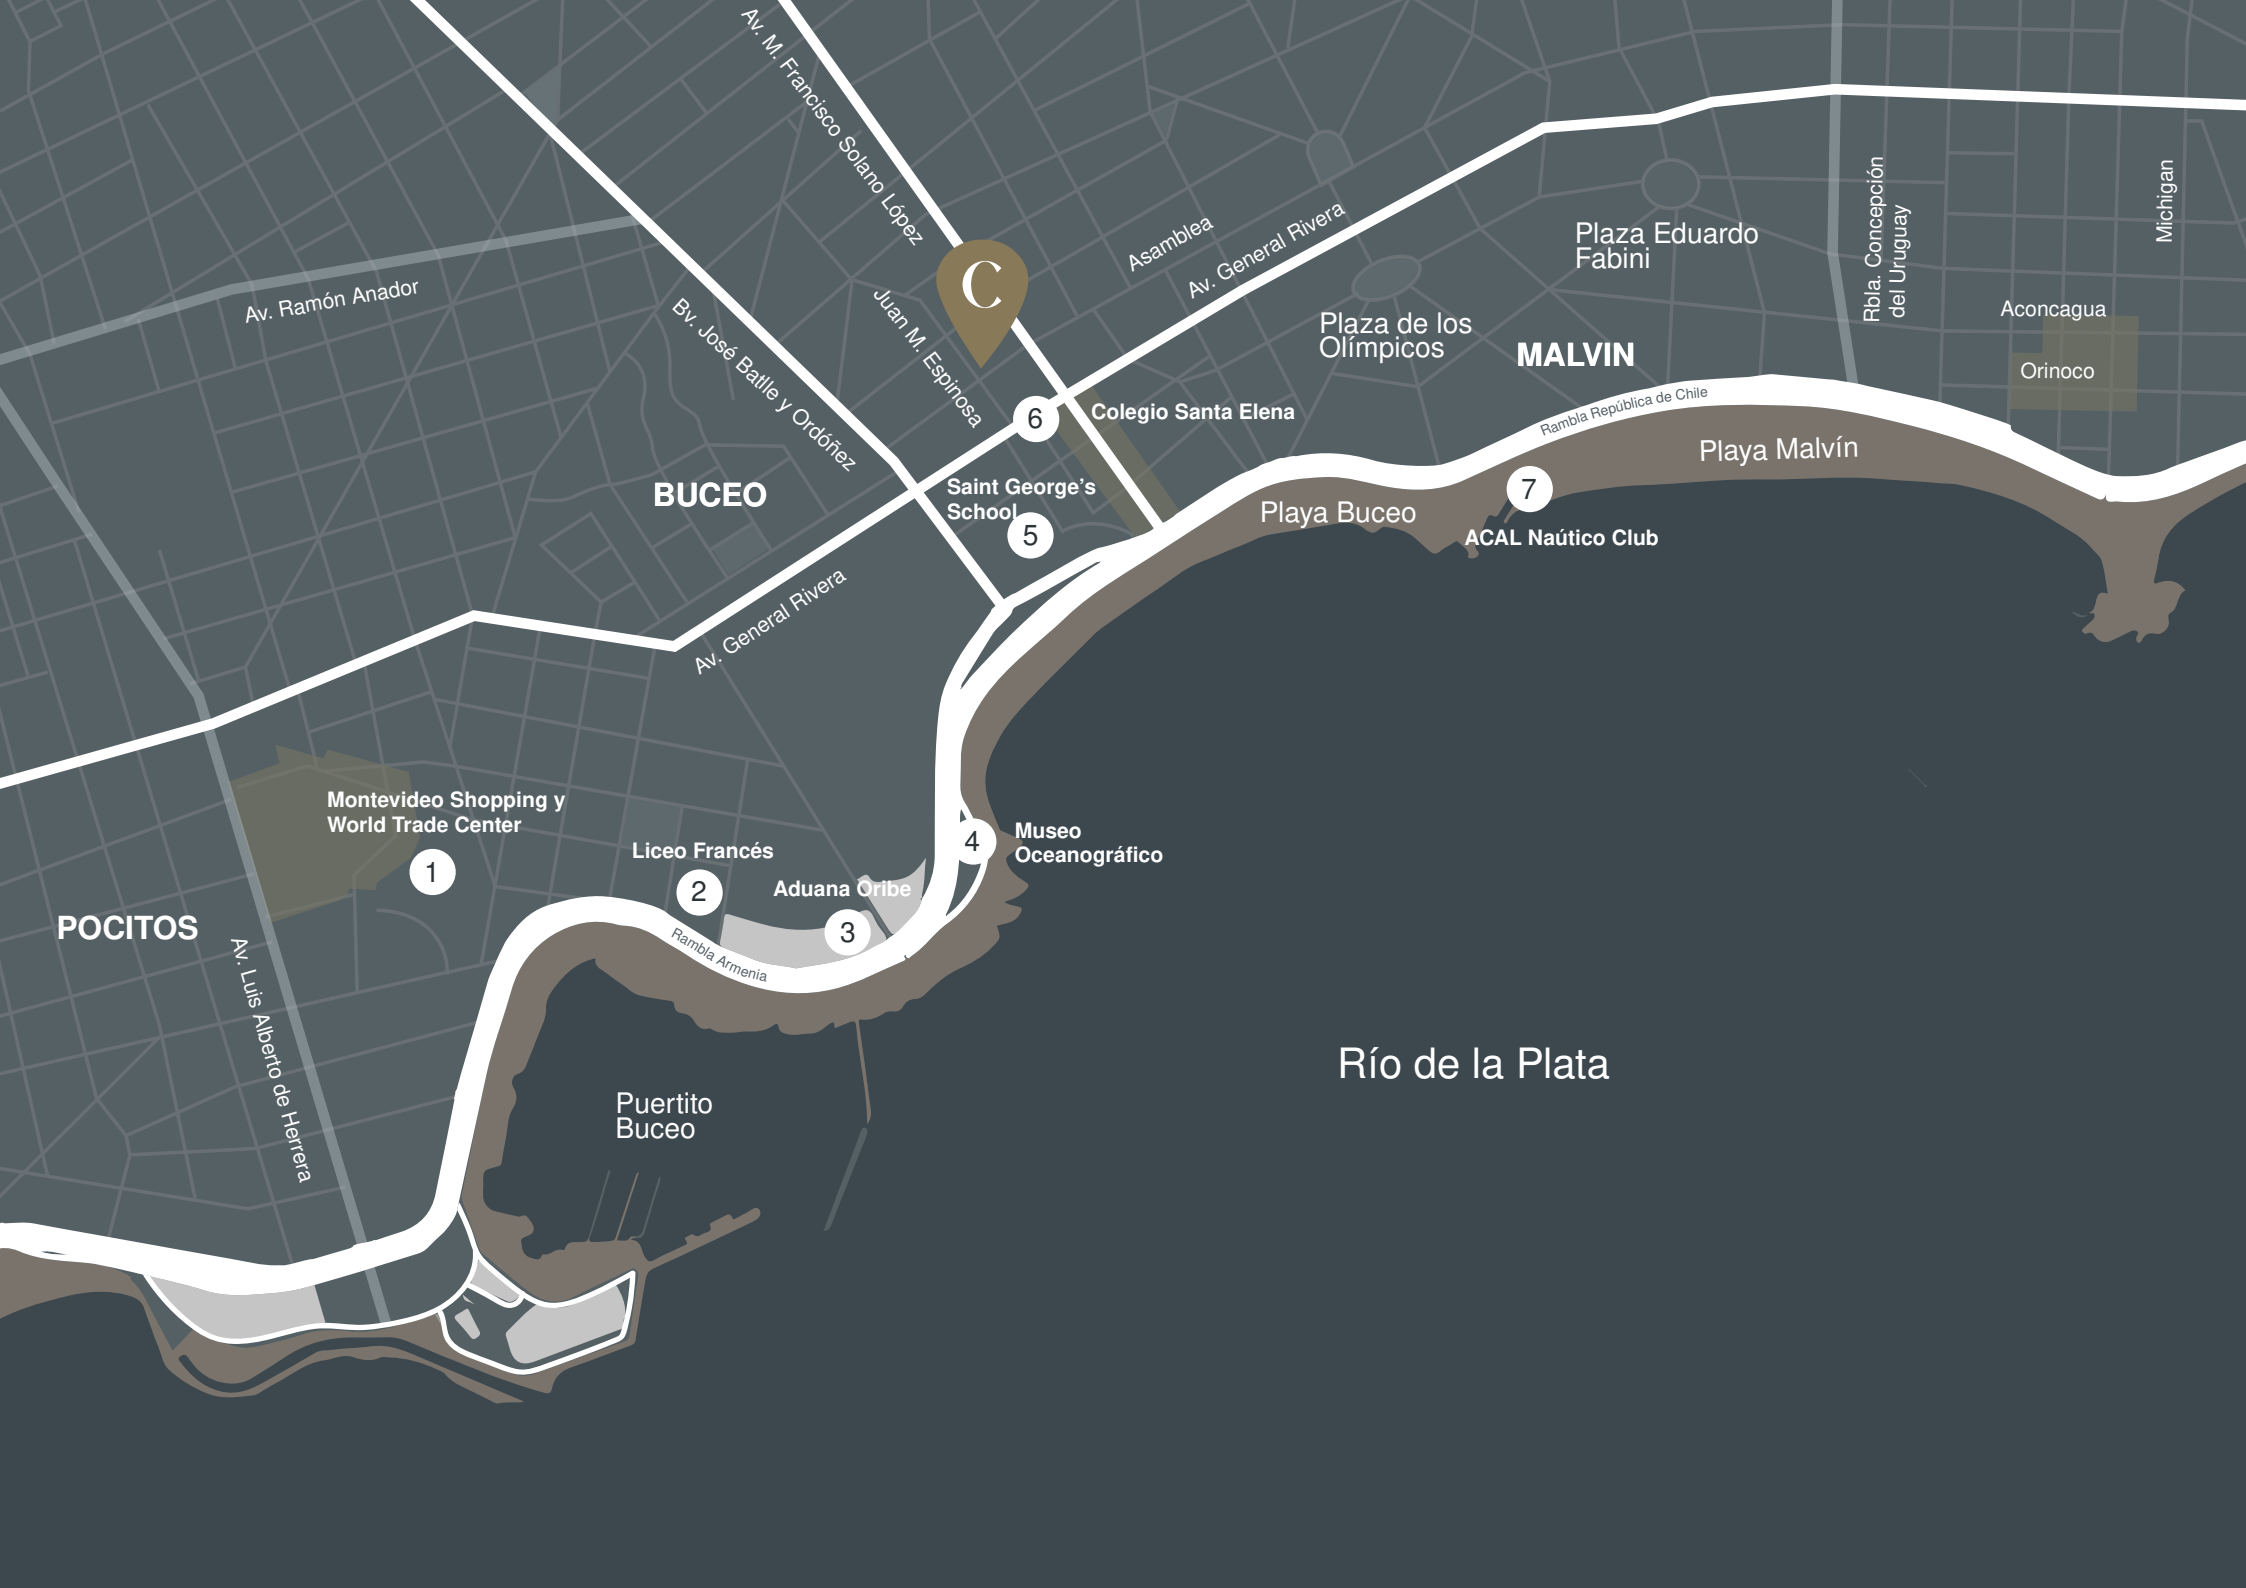 Av. M. Francisco Solano López
Asamblea
Av. General Rivera
Rbla. Concepción
del Uruguay
Michigan
Plaza Eduardo
Fabini
Av. Ramón Anador
C
Juan M. Espinosa
Bv. José Batlle y Ordóñez
Plaza de los
Olímpicos
MALVIN
Aconcagua
Orinoco
6
Colegio Santa Elena
Rambla República de Chile
Playa Malvín
BUCEO
Saint George’s
School
5
Playa Buceo
7
ACAL Naútico Club
Av. General Rivera
Montevideo Shopping y
World Trade Center
1
Liceo Francés
2
Aduana Oribe
3
4
Museo
Oceanográfico
POCITOS
Rambla Armenia
Av. Luis Alberto de Herrera
Puertito
Buceo
Río de la Plata